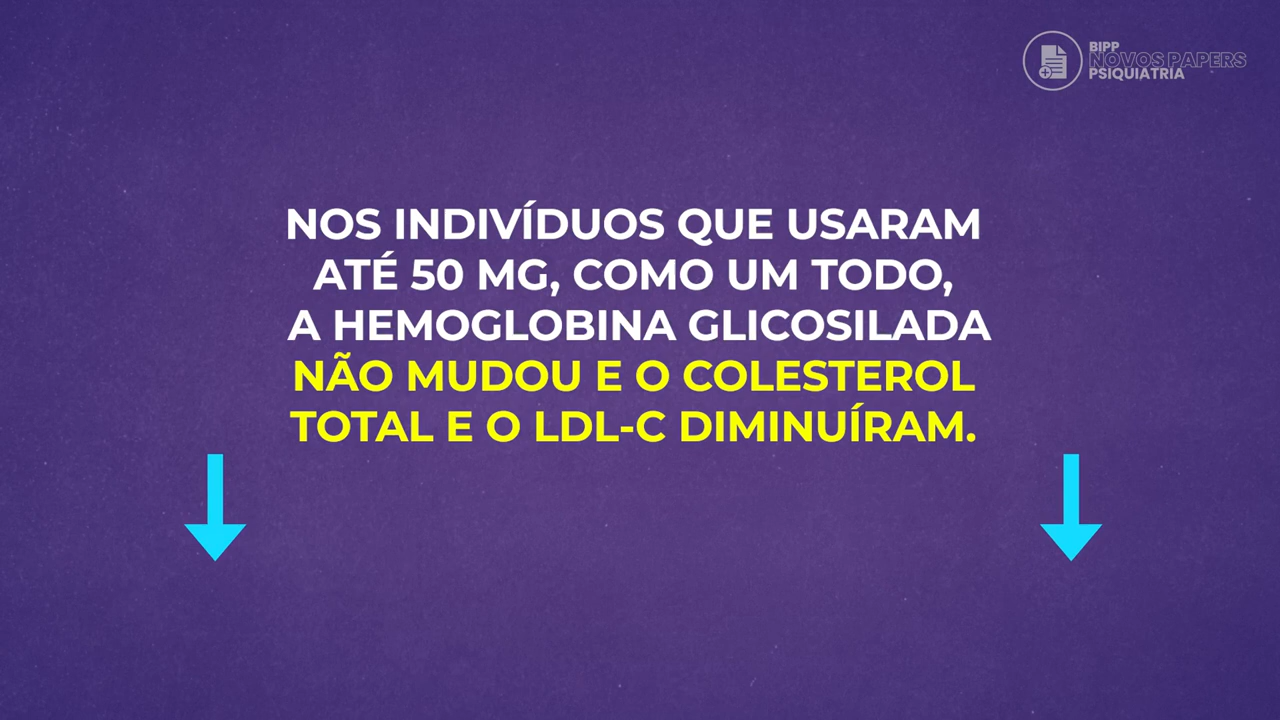 BIPP
NOVOS PAPERS
PSIQUIATRIA
NOS INDIVÍDUOS QUE USARAM
ATÉ 50 MG, COMO UM TODO,
A HEMOGLOBINA GLICOSILADA
NÃO MUDOU E O COLESTEROL
TOTAL E O LDL-C DIMINUÍRAM.